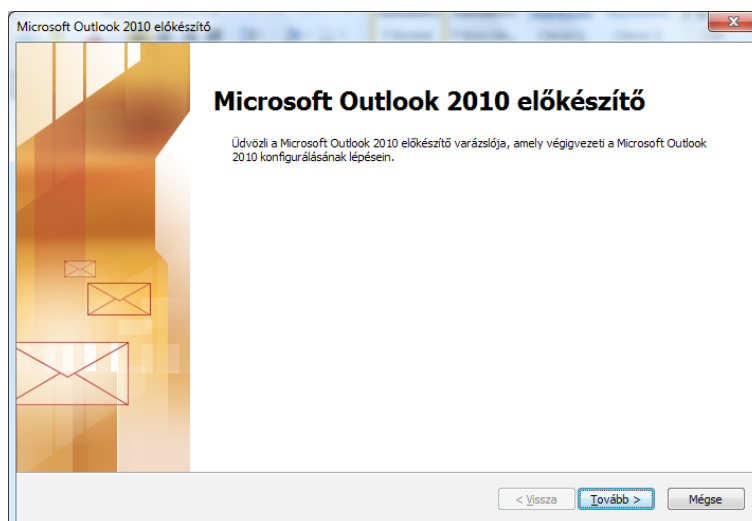 Microsoft Outlook 2010 előkészítő
Microsoft Outlook 2010 előkészítő
Üdvözli a Microsoft Outlook 2010 előkészítő varázslója, amely végigvezeti a Microsoft Outlook
2010 konfigurálásának lépésein.
< Vissza
Tovább >
Mégse